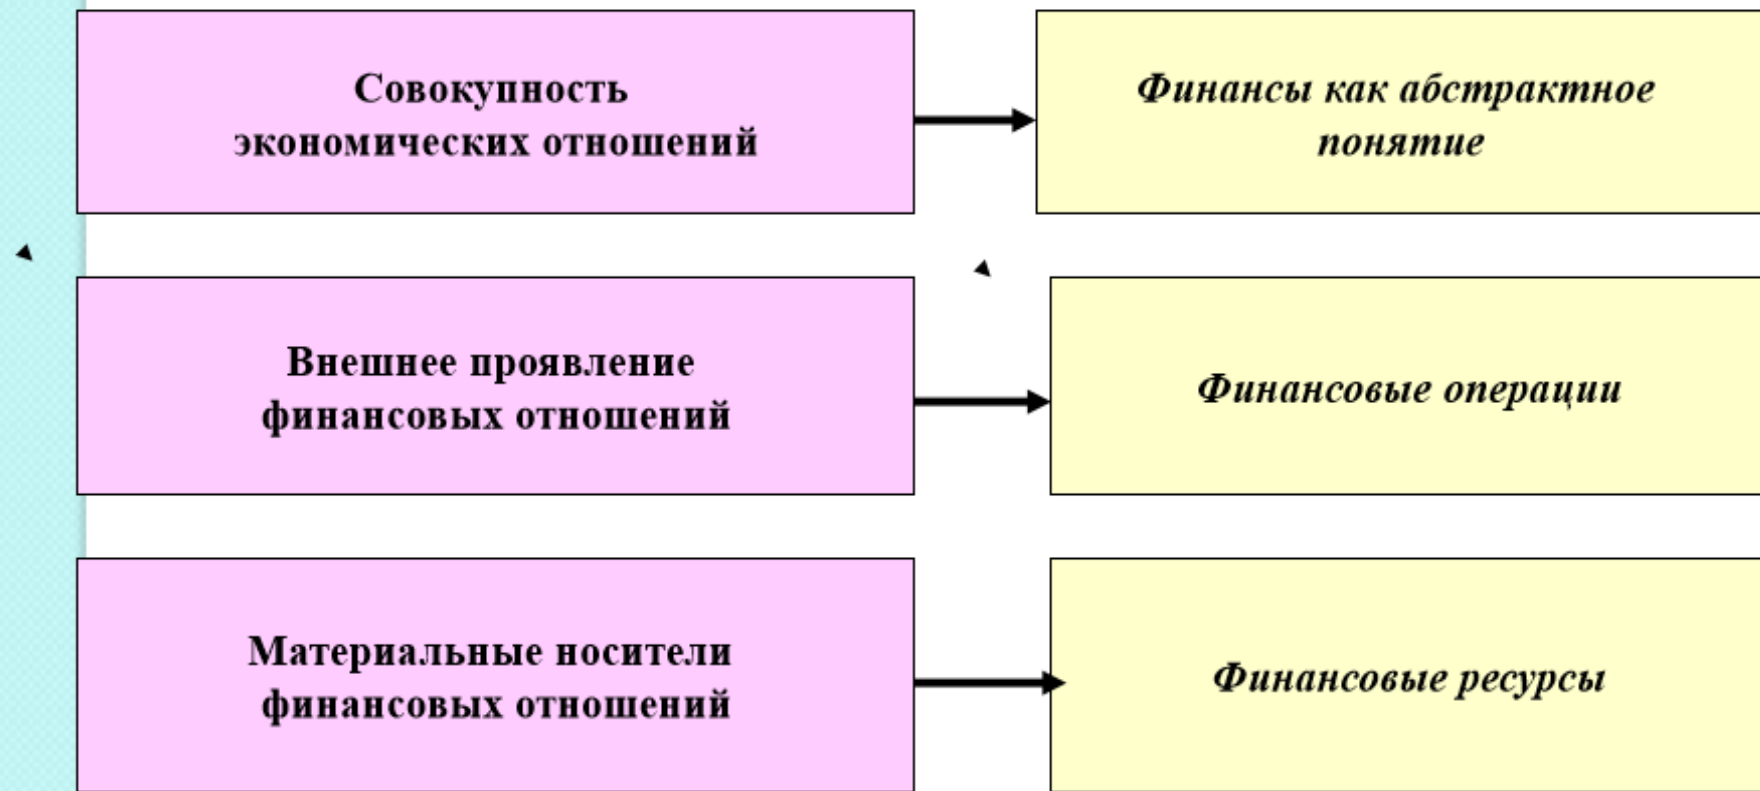 Совокупность
экономических отношений
Финансы как абстрактное
понятие
Внешнее проявление
финансовых отношений
Финансовые операции
Материальные носители
финансовых отношений
Финансовые ресурсы